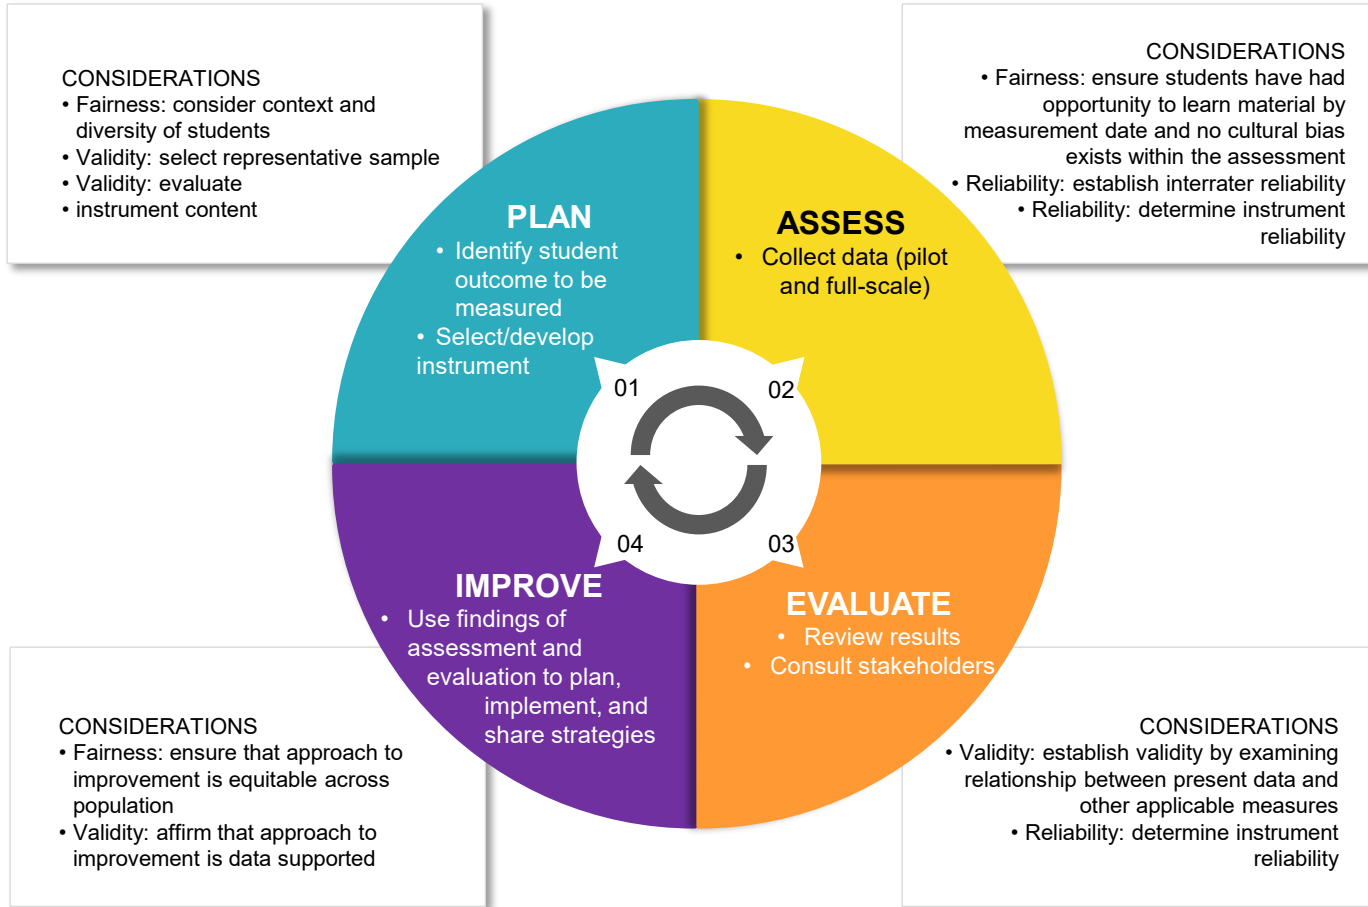 CONSIDERATIONS
• Fairness: consider context and
diversity of students
• Validity: select representative sample
• Validity: evaluate
• instrument content
CONSIDERATIONS
• Fairness: ensure students have had
opportunity to learn material by
measurement date and no cultural bias
exists within the assessment
• Reliability: establish interrater reliability
• Reliability: determine instrument
reliability
PLAN
• Identify student
outcome to be
measured
• Select/develop
instrument
ASSESS
• Collect data (pilot
and full-scale)
01
02
04
03
IMPROVE
• Use findings of
assessment and
evaluation to plan,
implement, and
share strategies
EVALUATE
• Review results
• Consult stakeholders
CONSIDERATIONS
• Fairness: ensure that approach to
improvement is equitable across
population
• Validity: affirm that approach to
improvement is data supported
CONSIDERATIONS
• Validity: establish validity by examining
relationship between present data and
other applicable measures
• Reliability: determine instrument
reliability